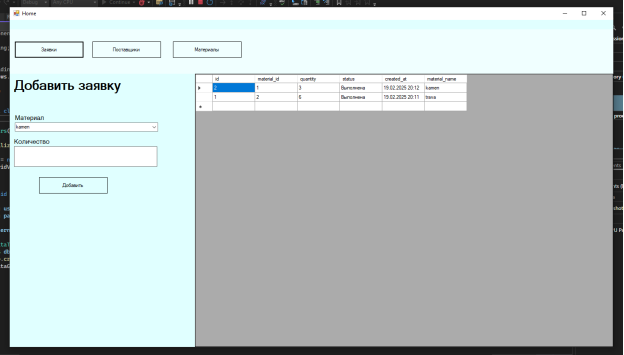 Home
Заявки Поставщики Материалы
Добавить заявку
Материал
kamen
Количество
Добавить
id material_id quantity status created_at material_name
2 1 3 Выполнена 19.02.2025 20:12 kamen
1 2 6 Выполнена 19.02.2025 20:11 trava